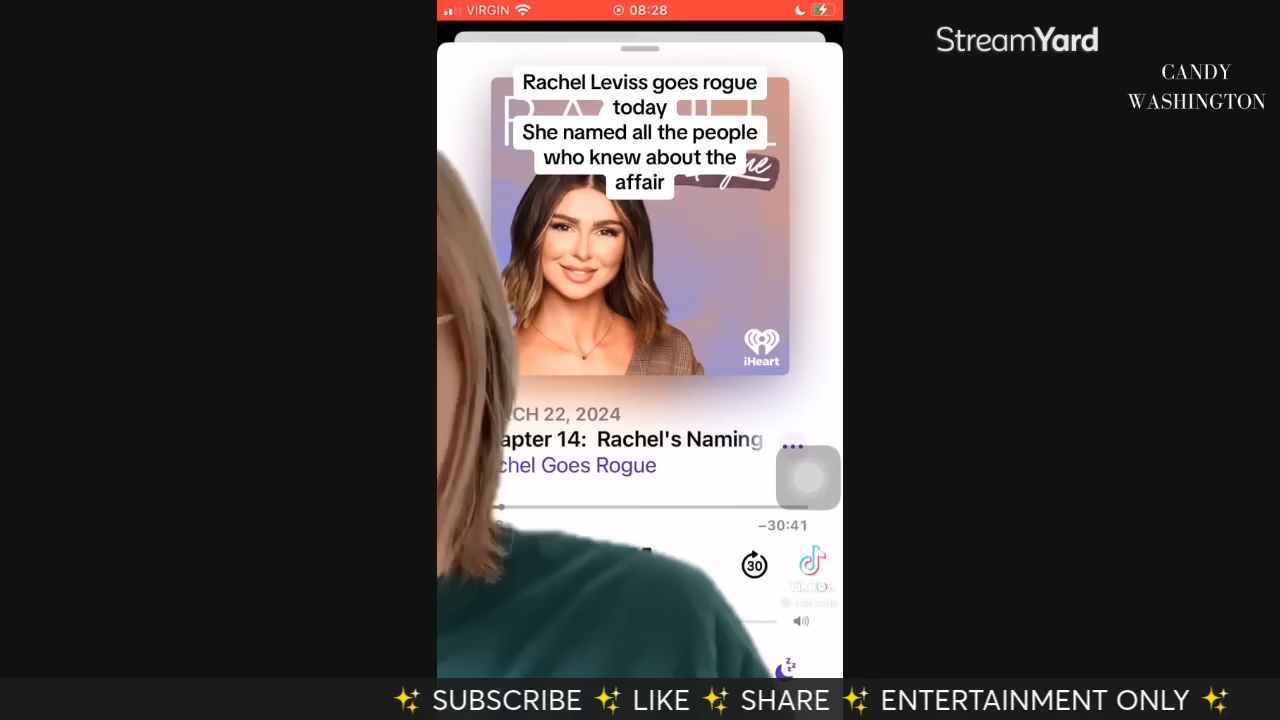 VIRGIN
08:28
StreamYard
CANDY
WASHINGTON
Rachel Leviss goes rogue
today
She named all the people
who knew about the
affair
iHeart
CH 22, 2024
apter 14: Rachel's Naming
chel Goes Rogue
-30:41
30
TikTok
SUBSCRIBE ✨ LIKE ✨ SHARE ✨ ENTERTAINMENT ONLY